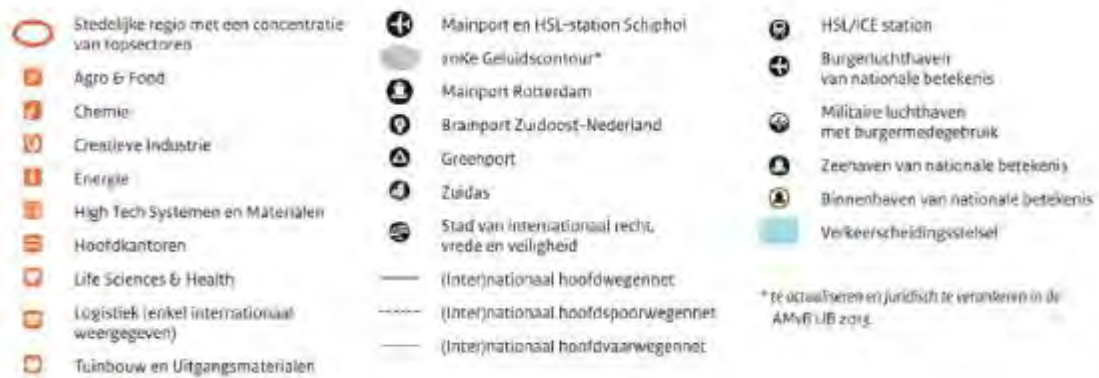 Stedelijke regio met een concentratie
van topsectoren
Agro & Food
Chemie
Creatieve Industrie
Energie
High Tech Systemen en Materialen
Hoofdkantoren
Life Sciences & Health
Logistiek (enkel internationaal
weergegeven)
Tuinbouw en Uitgangsmaterialen
Mainport en HSL-station Schiphol
20Ke Geluidscontour*
Mainport Rotterdam
Brainport Zuidoost-Nederland
Greenport
Zuidas
Stad van internationaal recht,
vrede en veiligheid
(Inter)nationaal hoofdwegennet
(Inter)nationaal hoofdspoorwegennet
(Inter)nationaal hoofdvaarwegennet
HSL/ICE station
Burgerluchthaven
van nationale betekenis
Militaire luchthaven
met burgermedegebruik
Zeehaven van nationale betekenis
Binnenhaven van nationale betekenis
Verkeerscheidingsstelsel
* te actualiseren en juridisch te verankeren in de
AMvB LIB 2013